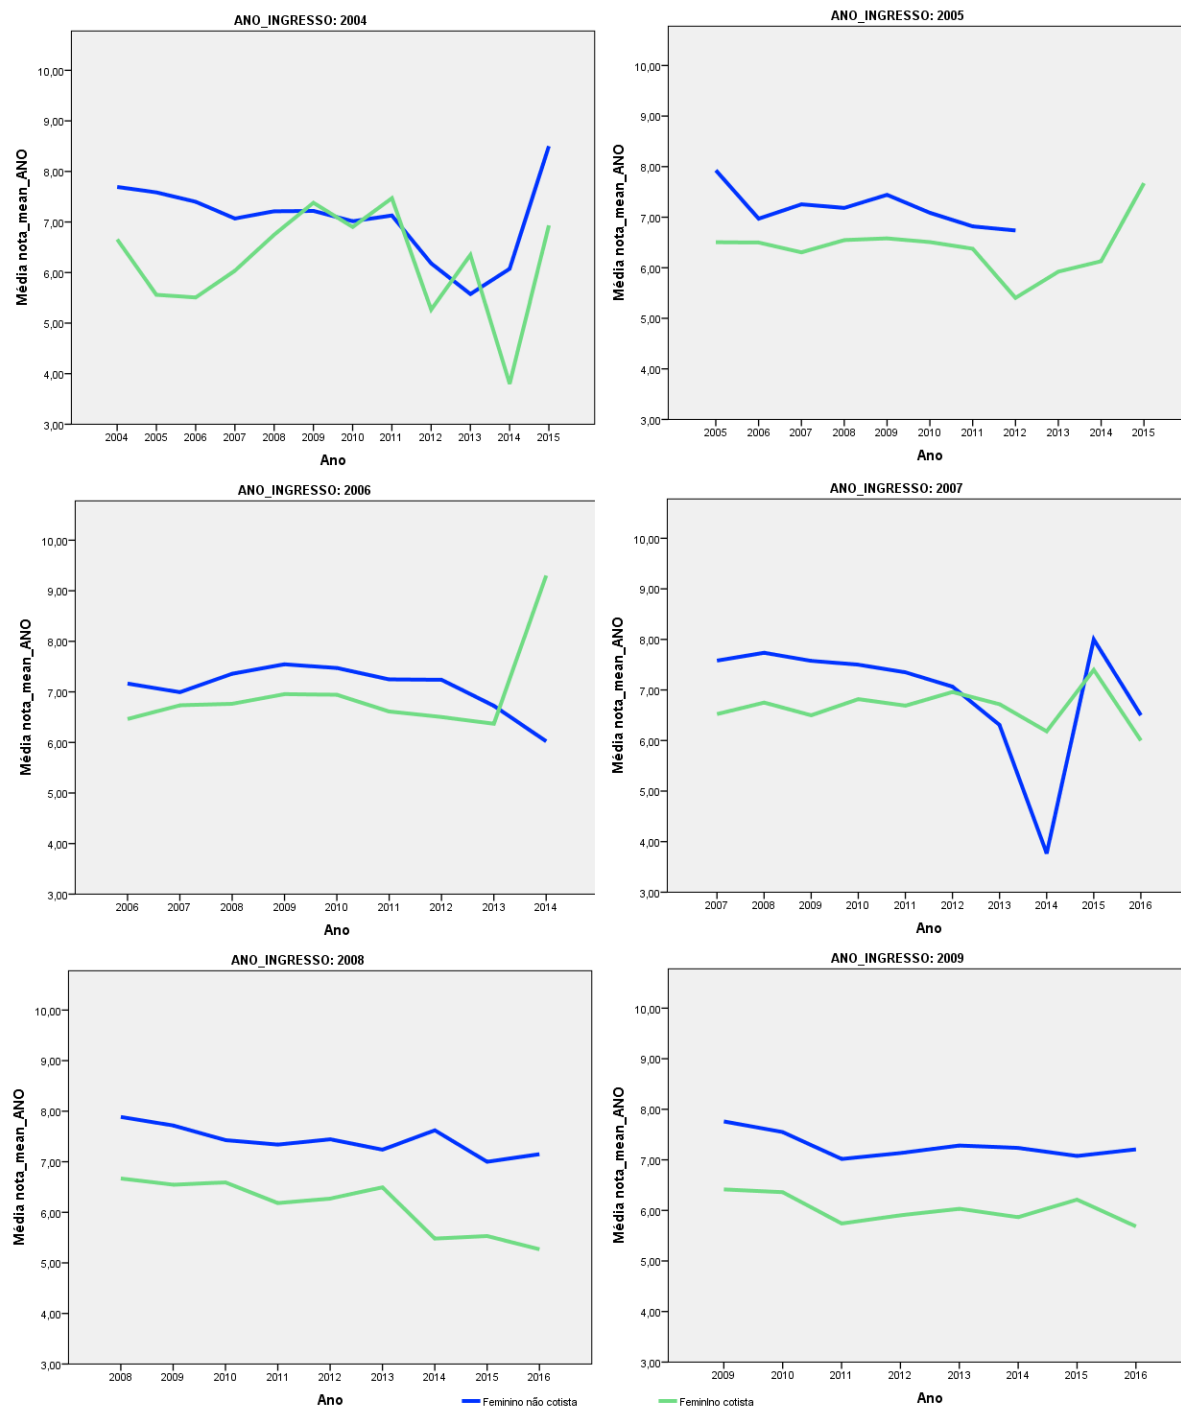 ANO_INGRESSO: 2004
Média nota_mean_ANO
10,00
9,00
8,00
7,00
6,00
5,00
4,00
3,00
2004 2005 2006 2007 2008 2009 2010 2011 2012 2013 2014 2015
Ano
ANO_INGRESSO: 2005
Média nota_mean_ANO
10,00
9,00
8,00
7,00
6,00
5,00
4,00
3,00
2005 2006 2007 2008 2009 2010 2011 2012 2013 2014 2015
Ano
ANO_INGRESSO: 2006
Média nota_mean_ANO
10,00
9,00
8,00
7,00
6,00
5,00
4,00
3,00
2006 2007 2008 2009 2010 2011 2012 2013 2014
Ano
ANO_INGRESSO: 2007
Média nota_mean_ANO
10,00
9,00
8,00
7,00
6,00
5,00
4,00
3,00
2007 2008 2009 2010 2011 2012 2013 2014 2015 2016
Ano
ANO_INGRESSO: 2008
Média nota_mean_ANO
10,00
9,00
8,00
7,00
6,00
5,00
4,00
3,00
2008 2009 2010 2011 2012 2013 2014 2015 2016
Ano
ANO_INGRESSO: 2009
Média nota_mean_ANO
10,00
9,00
8,00
7,00
6,00
5,00
4,00
3,00
2009 2010 2011 2012 2013 2014 2015 2016
Ano
Feminino não cotista
Feminino cotista